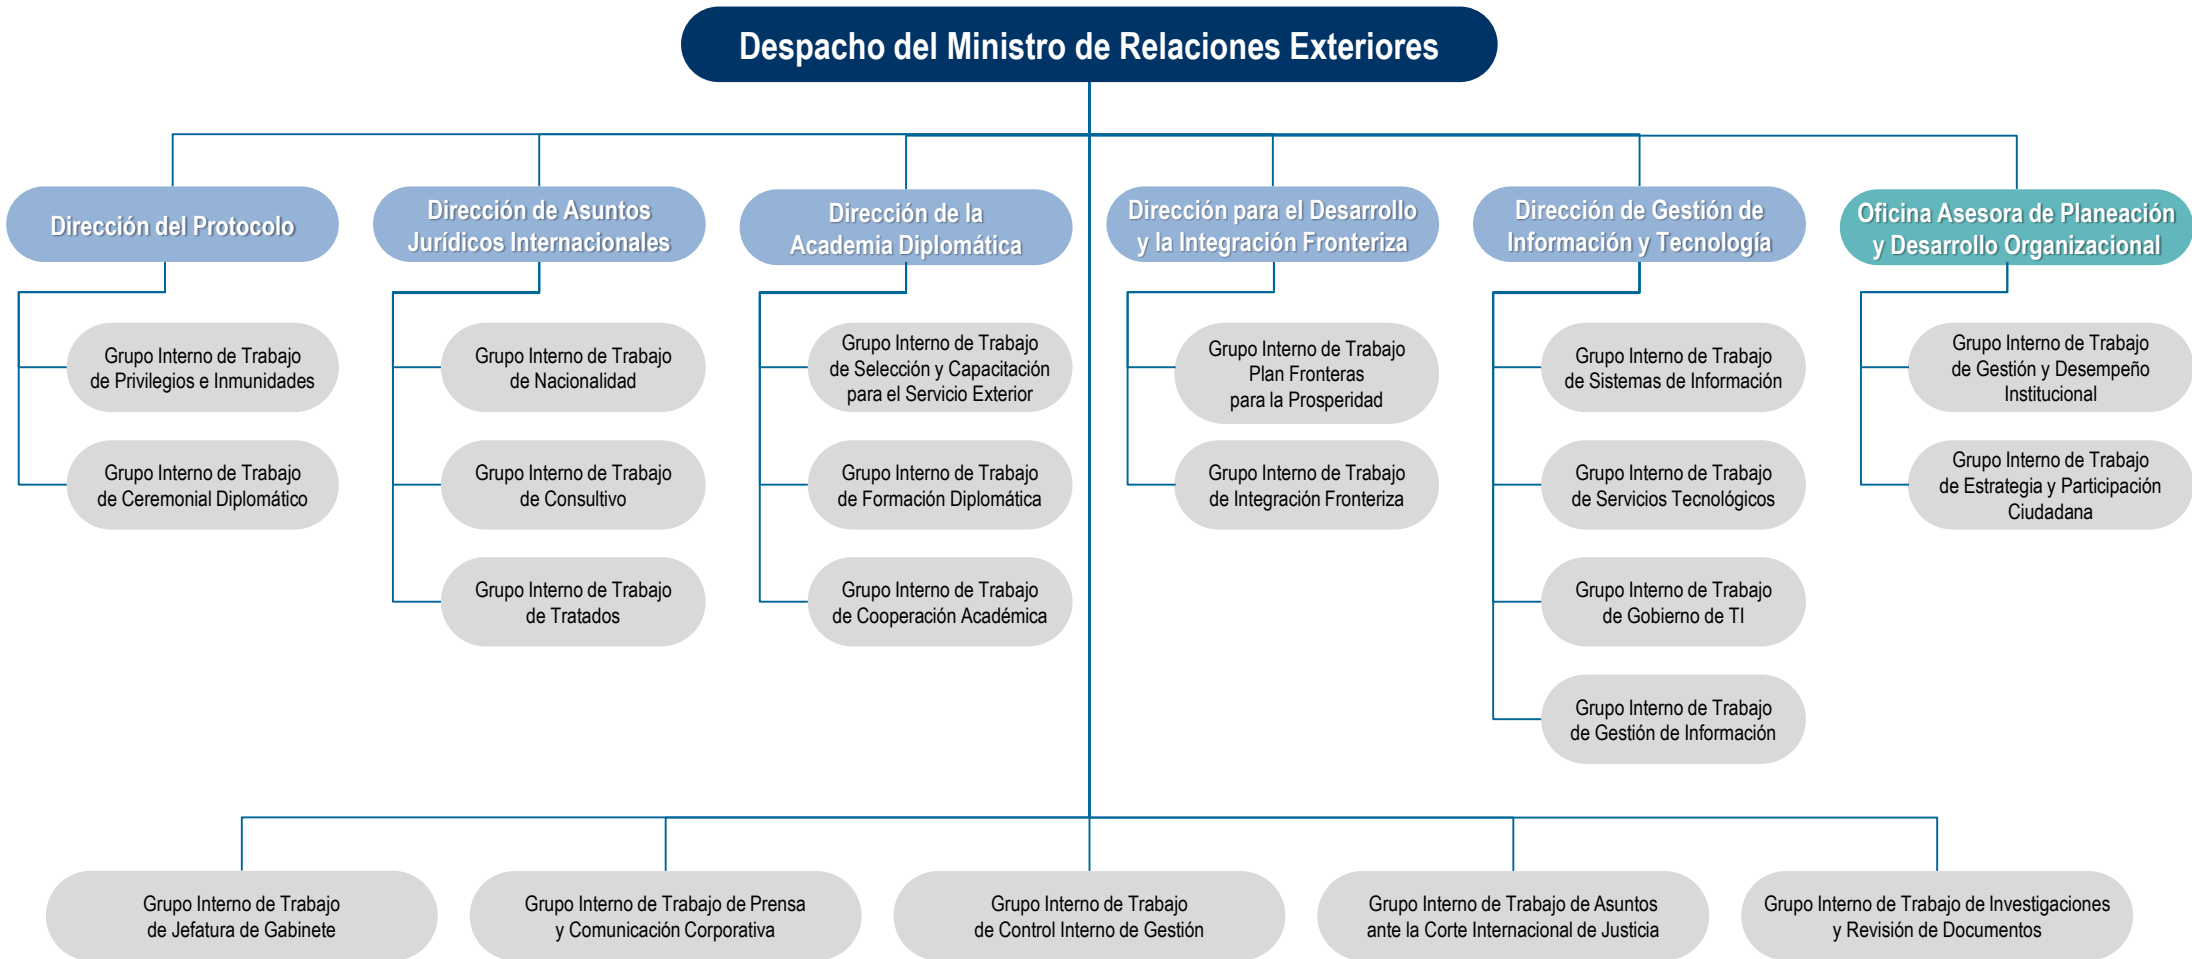 Despacho del Ministro de Relaciones Exteriores
Dirección del Protocolo
Grupo Interno de Trabajo
de Privilegios e Inmunidades
Grupo Interno de Trabajo
de Ceremonial Diplomático
Dirección de Asuntos
Jurídicos Internacionales
Grupo Interno de Trabajo
de Nacionalidad
Grupo Interno de Trabajo
de Consultivo
Grupo Interno de Trabajo
de Tratados
Dirección de la
Academia Diplomática
Grupo Interno de Trabajo
de Selección y Capacitación
para el Servicio Exterior
Grupo Interno de Trabajo
de Formación Diplomática
Grupo Interno de Trabajo
de Cooperación Académica
Dirección para el Desarrollo
y la Integración Fronteriza
Grupo Interno de Trabajo
Plan Fronteras
para la Prosperidad
Grupo Interno de Trabajo
de Integración Fronteriza
Dirección de Gestión de
Información y Tecnología
Grupo Interno de Trabajo
de Sistemas de Información
Grupo Interno de Trabajo
de Servicios Tecnológicos
Grupo Interno de Trabajo
de Gobierno de TI
Grupo Interno de Trabajo
de Gestión de Información
Oficina Asesora de Planeación
y Desarrollo Organizacional
Grupo Interno de Trabajo
de Gestión y Desempeño
Institucional
Grupo Interno de Trabajo
de Estrategia y Participación
Ciudadana
Grupo Interno de Trabajo
de Jefatura de Gabinete
Grupo Interno de Trabajo de Prensa
y Comunicación Corporativa
Grupo Interno de Trabajo
de Control Interno de Gestión
Grupo Interno de Trabajo de Asuntos
ante la Corte Internacional de Justicia
Grupo Interno de Trabajo de Investigaciones
y Revisión de Documentos